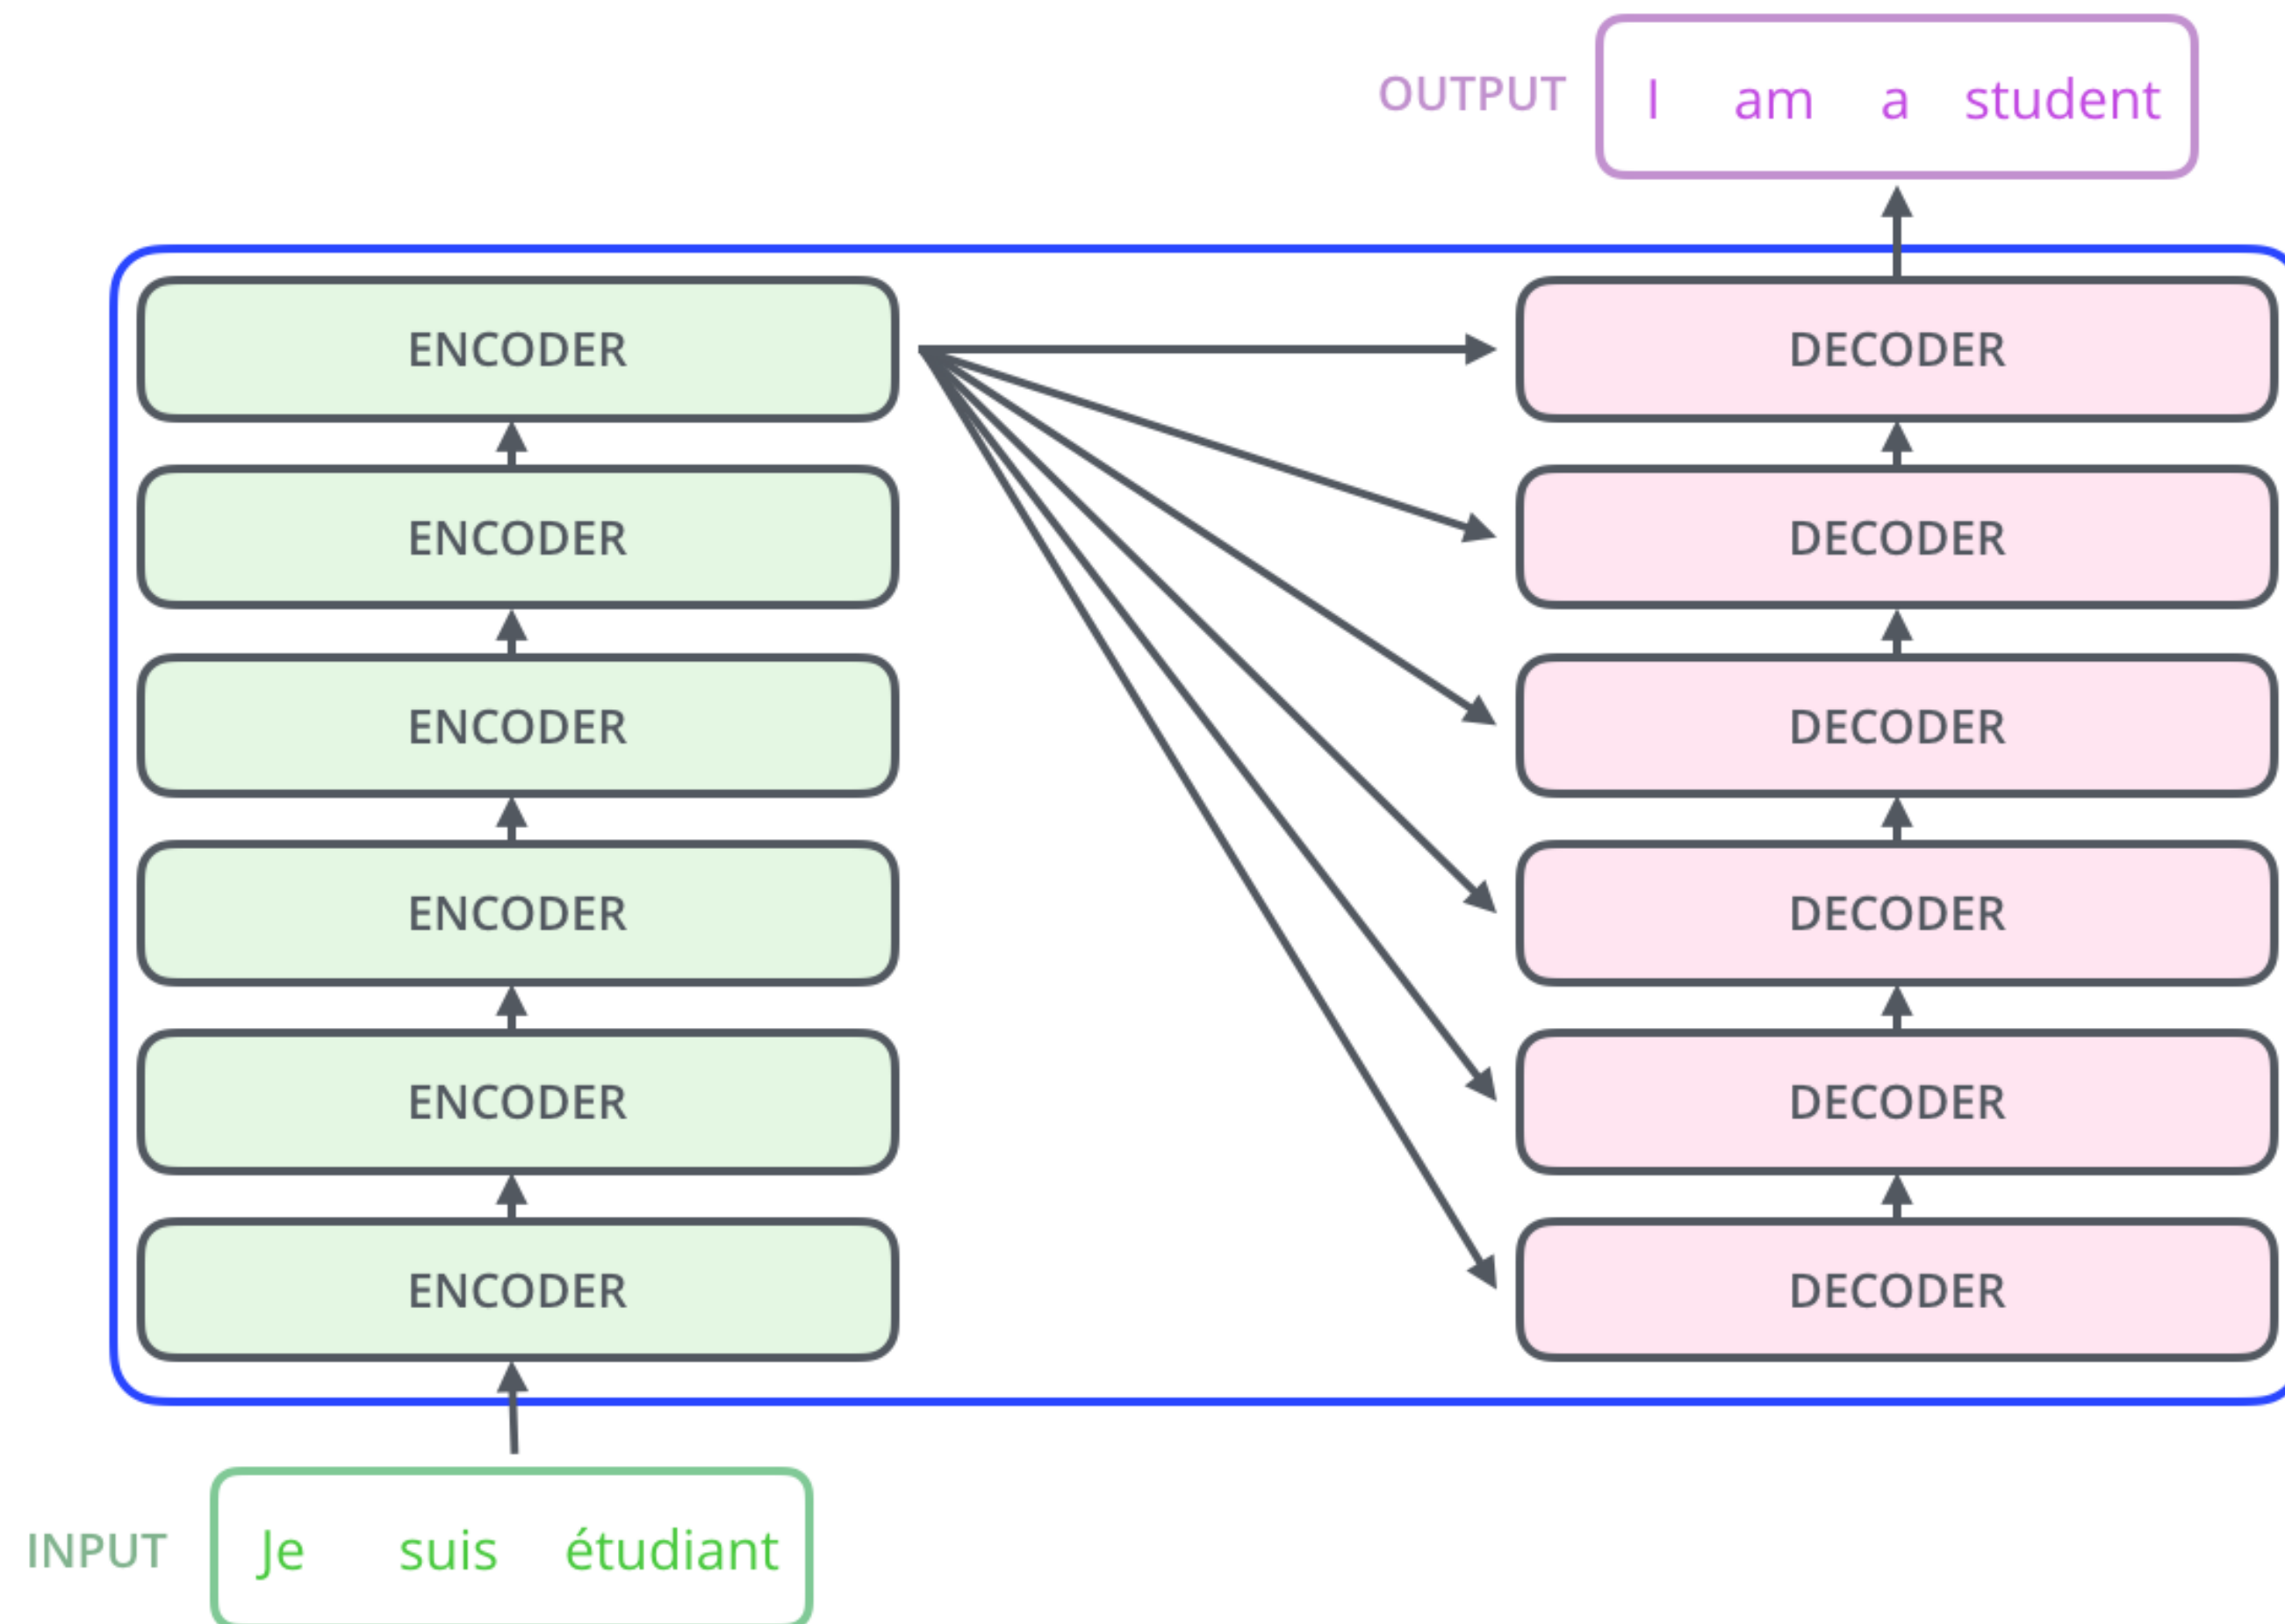 OUTPUT
I am a student
ENCODER
DECODER
ENCODER
DECODER
ENCODER
DECODER
ENCODER
DECODER
ENCODER
DECODER
ENCODER
DECODER
INPUT
Je suis étudiant